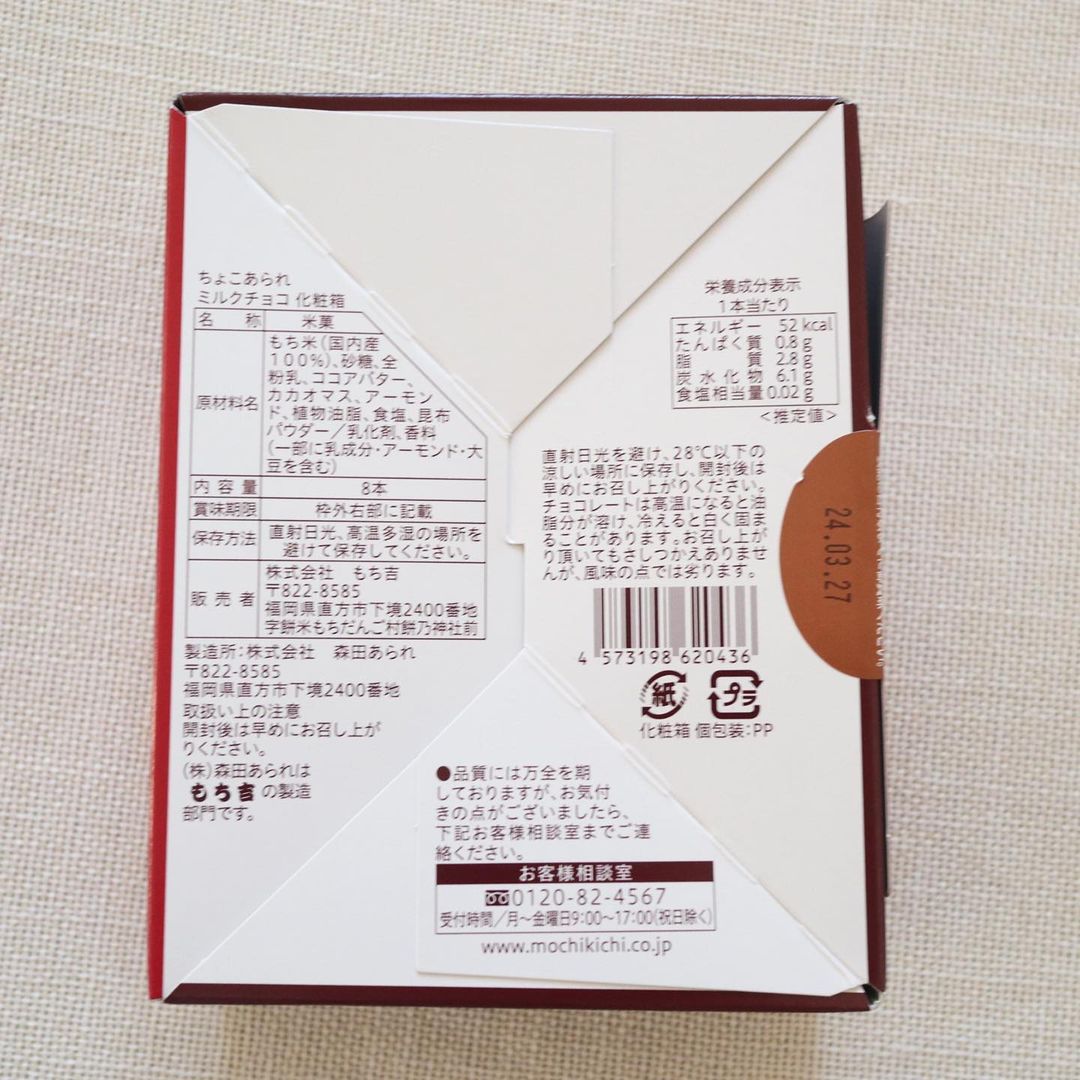 ちょこあられ
ミルクチョコ 化粧箱
名 称 米菓
原材料名
もち米(国内産
100%)、砂糖、全
粉乳、ココアバター、
カカオマス、アーモン
ド、植物油脂、食塩、昆布
パウダー/乳化剤、香料
(一部に乳成分・アーモンド・大
豆を含む)
内容量 8本
賞味期限 枠外右部に記載
保存方法
直射日光、高温多湿の場所を
避けて保存してください。
販売者
株式会社 もち吉
〒822-8585
福岡県直方市下境2400番地
字餅米もちだんご村餅乃神社前
製造所:株式会社 森田あられ
〒822-8585
福岡県直方市下境2400番地
取扱い上の注意
開封後は早めにお召し上が
りください。
(株)森田あられは
もち吉の製造
部門です。
栄養成分表示
1本当たり
エネルギー 52kcal
たんぱく質 0.8g
脂質 2.8g
炭水化物 6.1g
食塩相当量 0.02g
<推定値>
直射日光を避け、28℃以下の
涼しい場所に保存し、開封後は
早めにお召し上がりください。
チョコレートは高温になると油
脂分が溶け、冷えると白く固ま
ることがあります。お召し上が
り頂いてもさしつかえありませ
んが、風味の点では劣ります。
24.03.27
4 573198 620436
紙 プラ
化粧箱 個包装:PP
●品質には万全を期
しておりますが、お気付
きの点がございましたら、
下記お客様相談室までご連
絡ください。
お客様相談室
0120-82-4567
受付時間/月~金曜日9:00~17:00(祝日除く)
www.mochikichi.co.jp